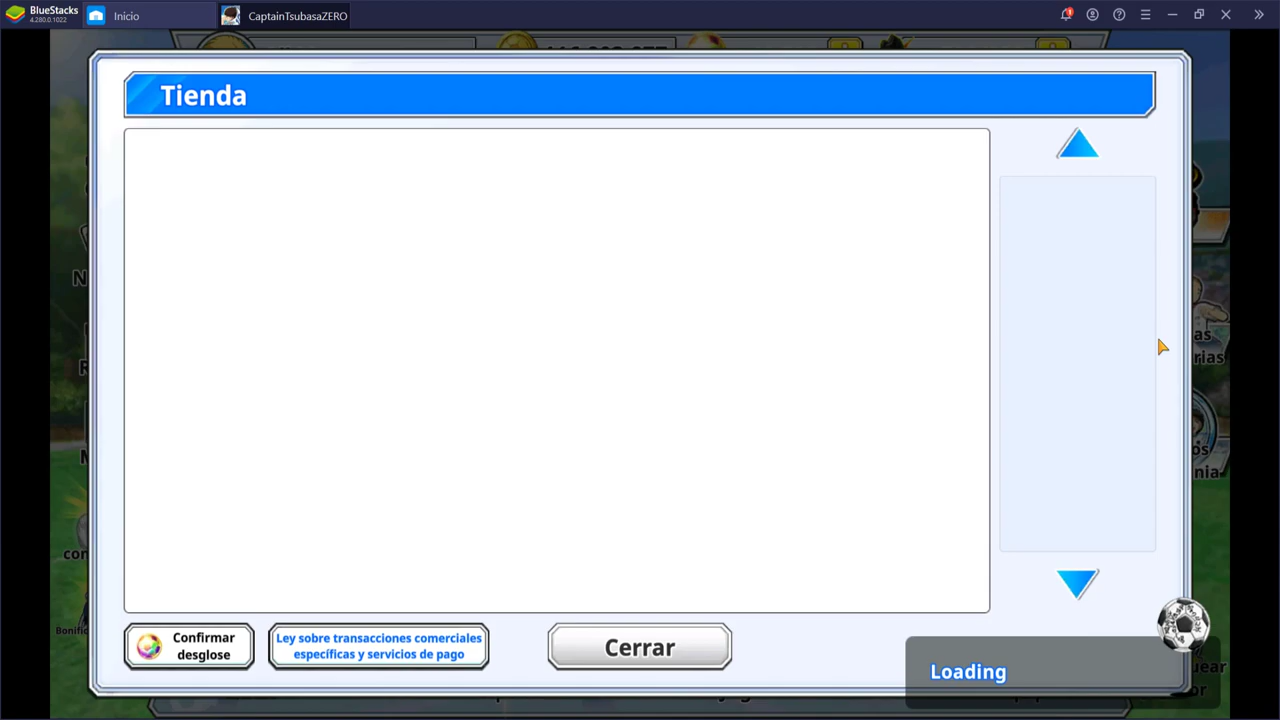 BlueStacks
4.280.0.1022
Inicio
CaptainTsubasaZERO
Tienda
Confirmar
desglose
Ley sobre transacciones comerciales
específicas y servicios de pago
Cerrar
Loading